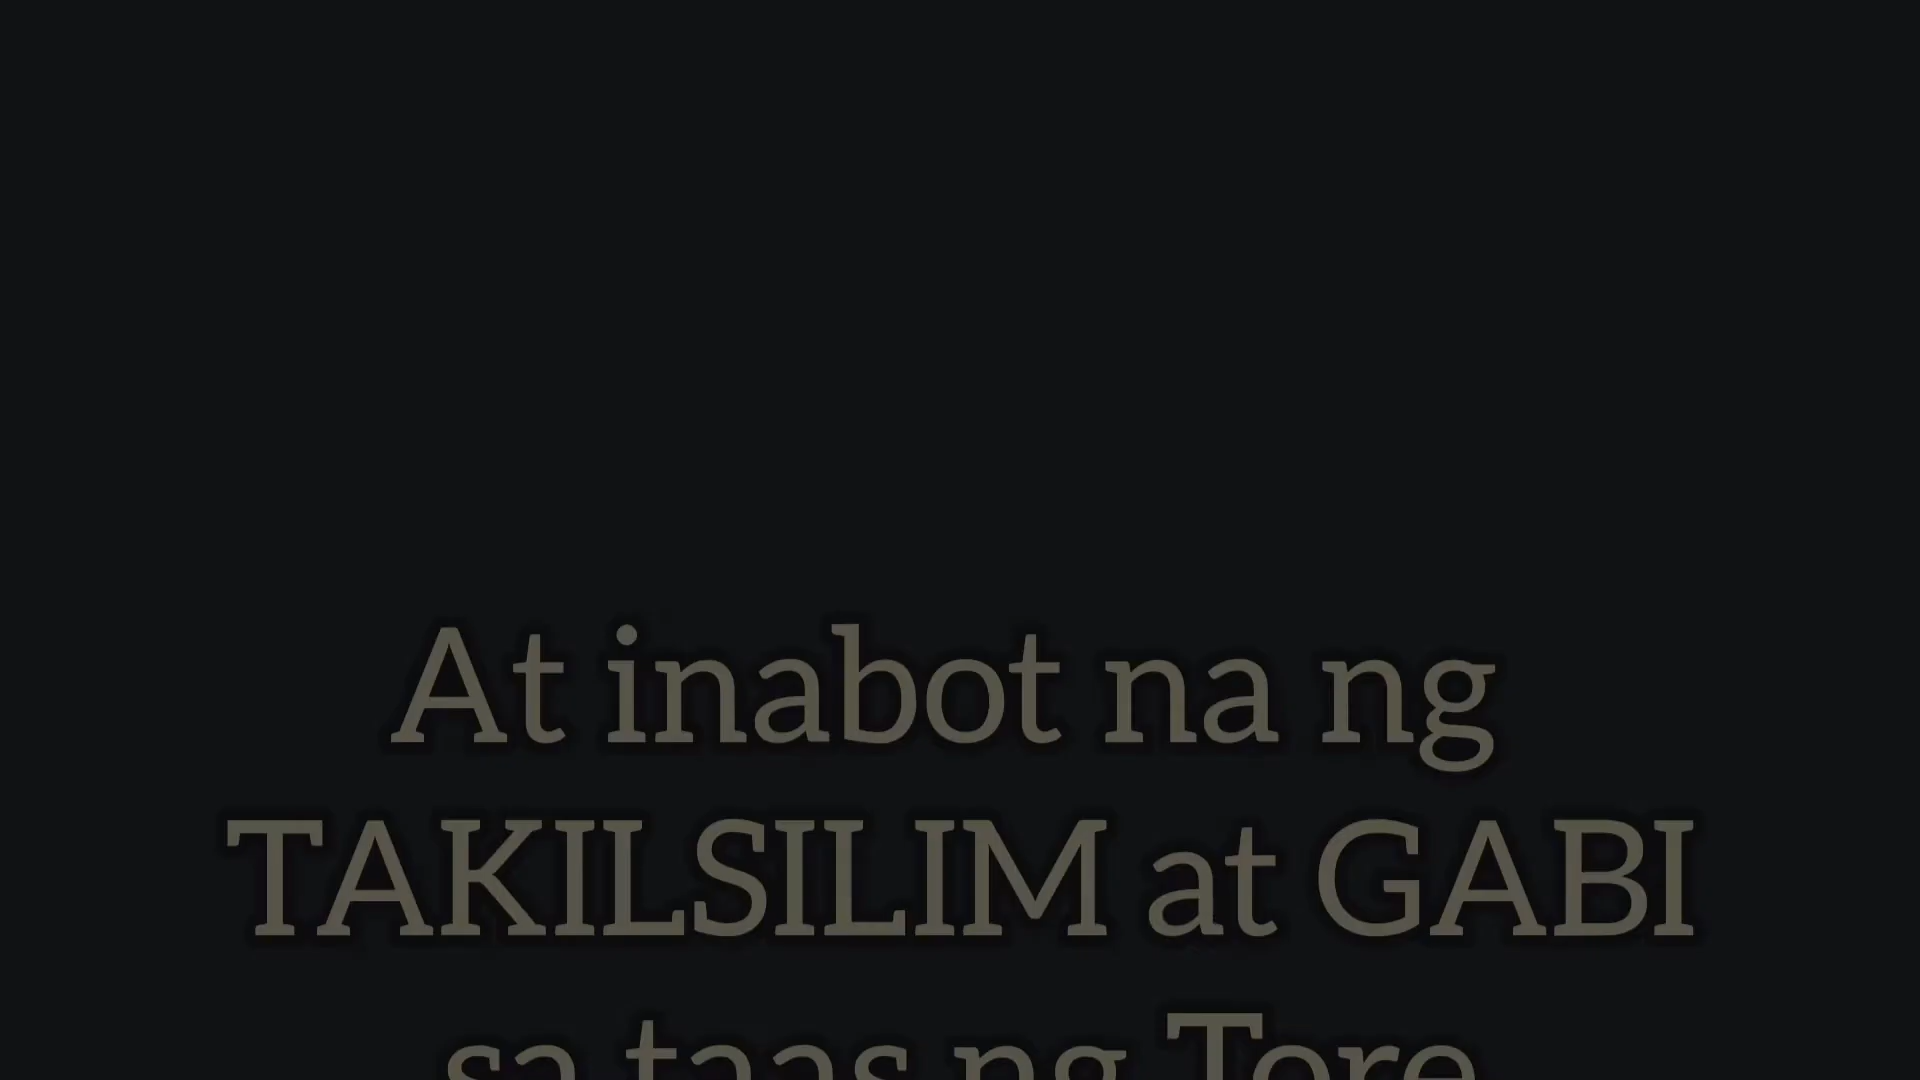 At inabot na ng
TAKILSILIM at GABI
sa taas ng Tore